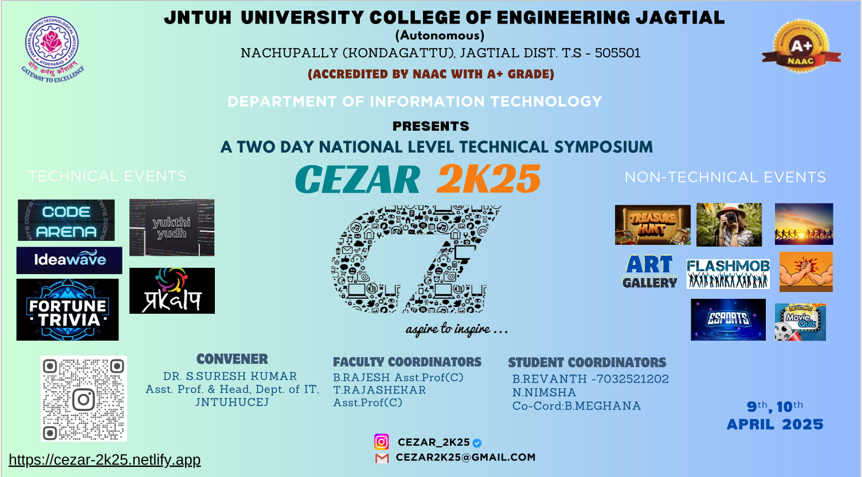 JNTUH UNIVERSITY COLLEGE OF ENGINEERING JAGTIAL
(Autonomous)
NACHUPALLY (KONDAGATTU), JAGTIAL DIST. T.S - 505501
(ACCREDITED BY NAAC WITH A+ GRADE)
GATEWAY TO EXCELLENCE
A+
NAAC
DEPARTMENT OF INFORMATION TECHNOLOGY
PRESENTS
A TWO DAY NATIONAL LEVEL TECHNICAL SYMPOSIUM
CEZAR 2K25
aspire to inspire ...
TECHNICAL EVENTS
CODE
ARENA
yukthi
yudh
Ideawave
FORTUNE
TRIVIA
प्रकल्प
NON-TECHNICAL EVENTS
TREASURE
HUNT
ART
GALLERY
FLASHMOB
ESPORTS
Movie
Quiz
CONVENER
DR. S.SURESH KUMAR
Asst. Prof. & Head, Dept. of IT,
JNTUHUCEJ
FACULTY COORDINATORS
B.RAJESH Asst.Prof(C)
T.RAJASHEKAR
Asst.Prof(C)
STUDENT COORDINATORS
B.REVANTH -7032521202
N.NIMSHA
Co-Cord:B.MEGHANA
9th, 10th
APRIL 2025
CEZAR_2K25
CEZAR2K25@GMAIL.COM
https://cezar-2k25.netlify.app